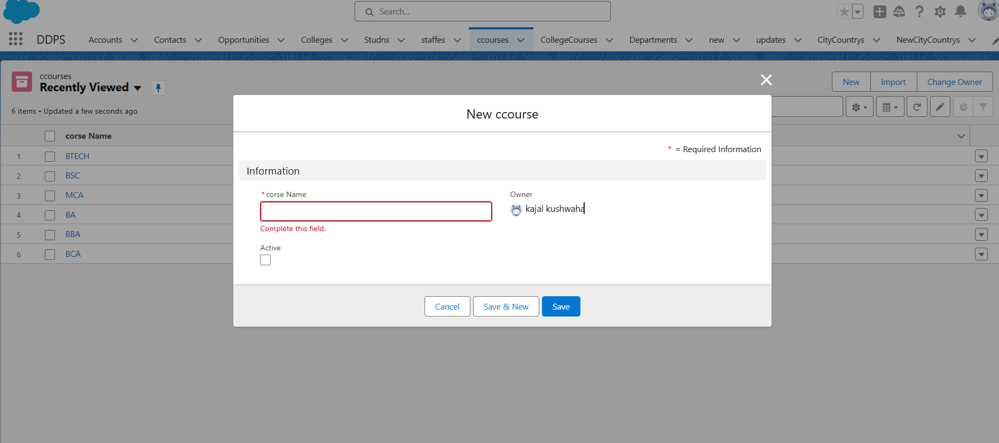 Search...
DDPS Accounts Contacts Opportunities Colleges Studns staffes ccourses CollegeCourses Departments new updates CityCountrys NewCityCountrys
ccourses
Recently Viewed
New Import Change Owner
6 items • Updated a few seconds ago
corse Name
1 BTECH
2 BSC
3 MCA
4 BA
5 BBA
6 BCA
New ccourse
* = Required Information
Information
* corse Name
Complete this field.
Owner
kajal kushwaha
Active
Cancel Save & New Save